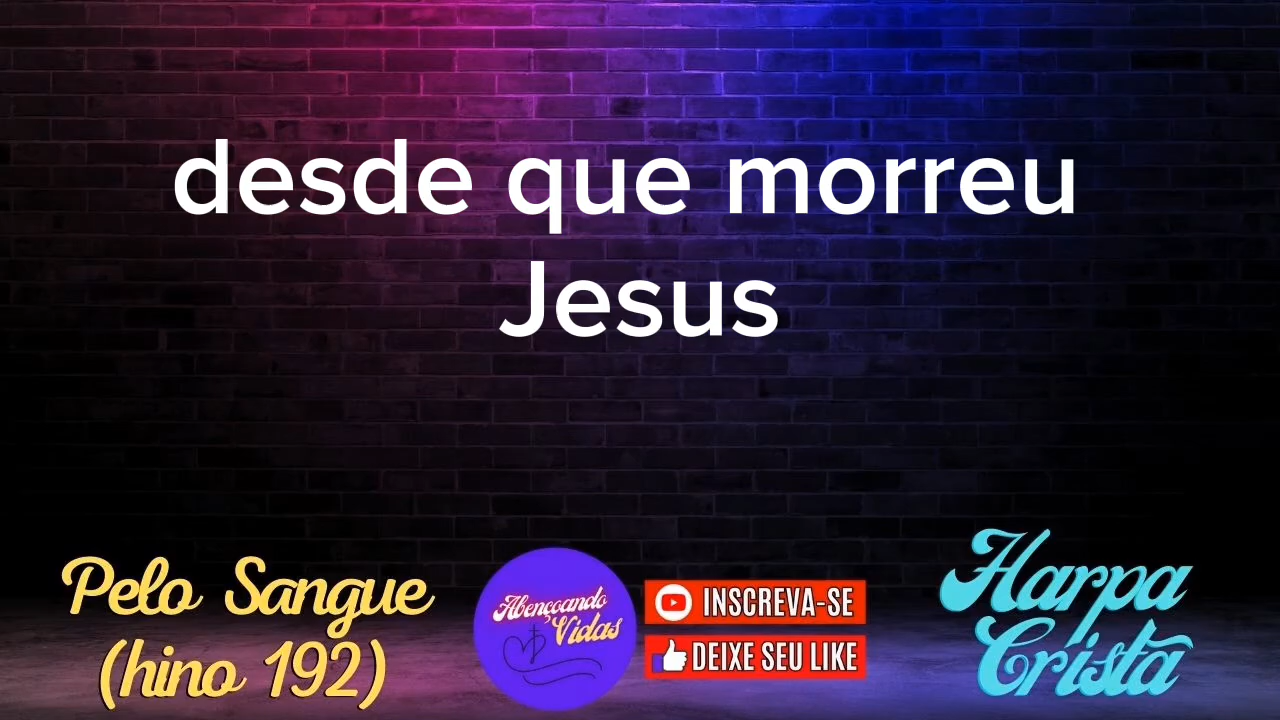 desde que morreu
Jesus
Pelo Sangue
(hino 192)
Abençoando
Vidas
INSCREVA-SE
DEIXE SEU LIKE
Harpa
Cristã